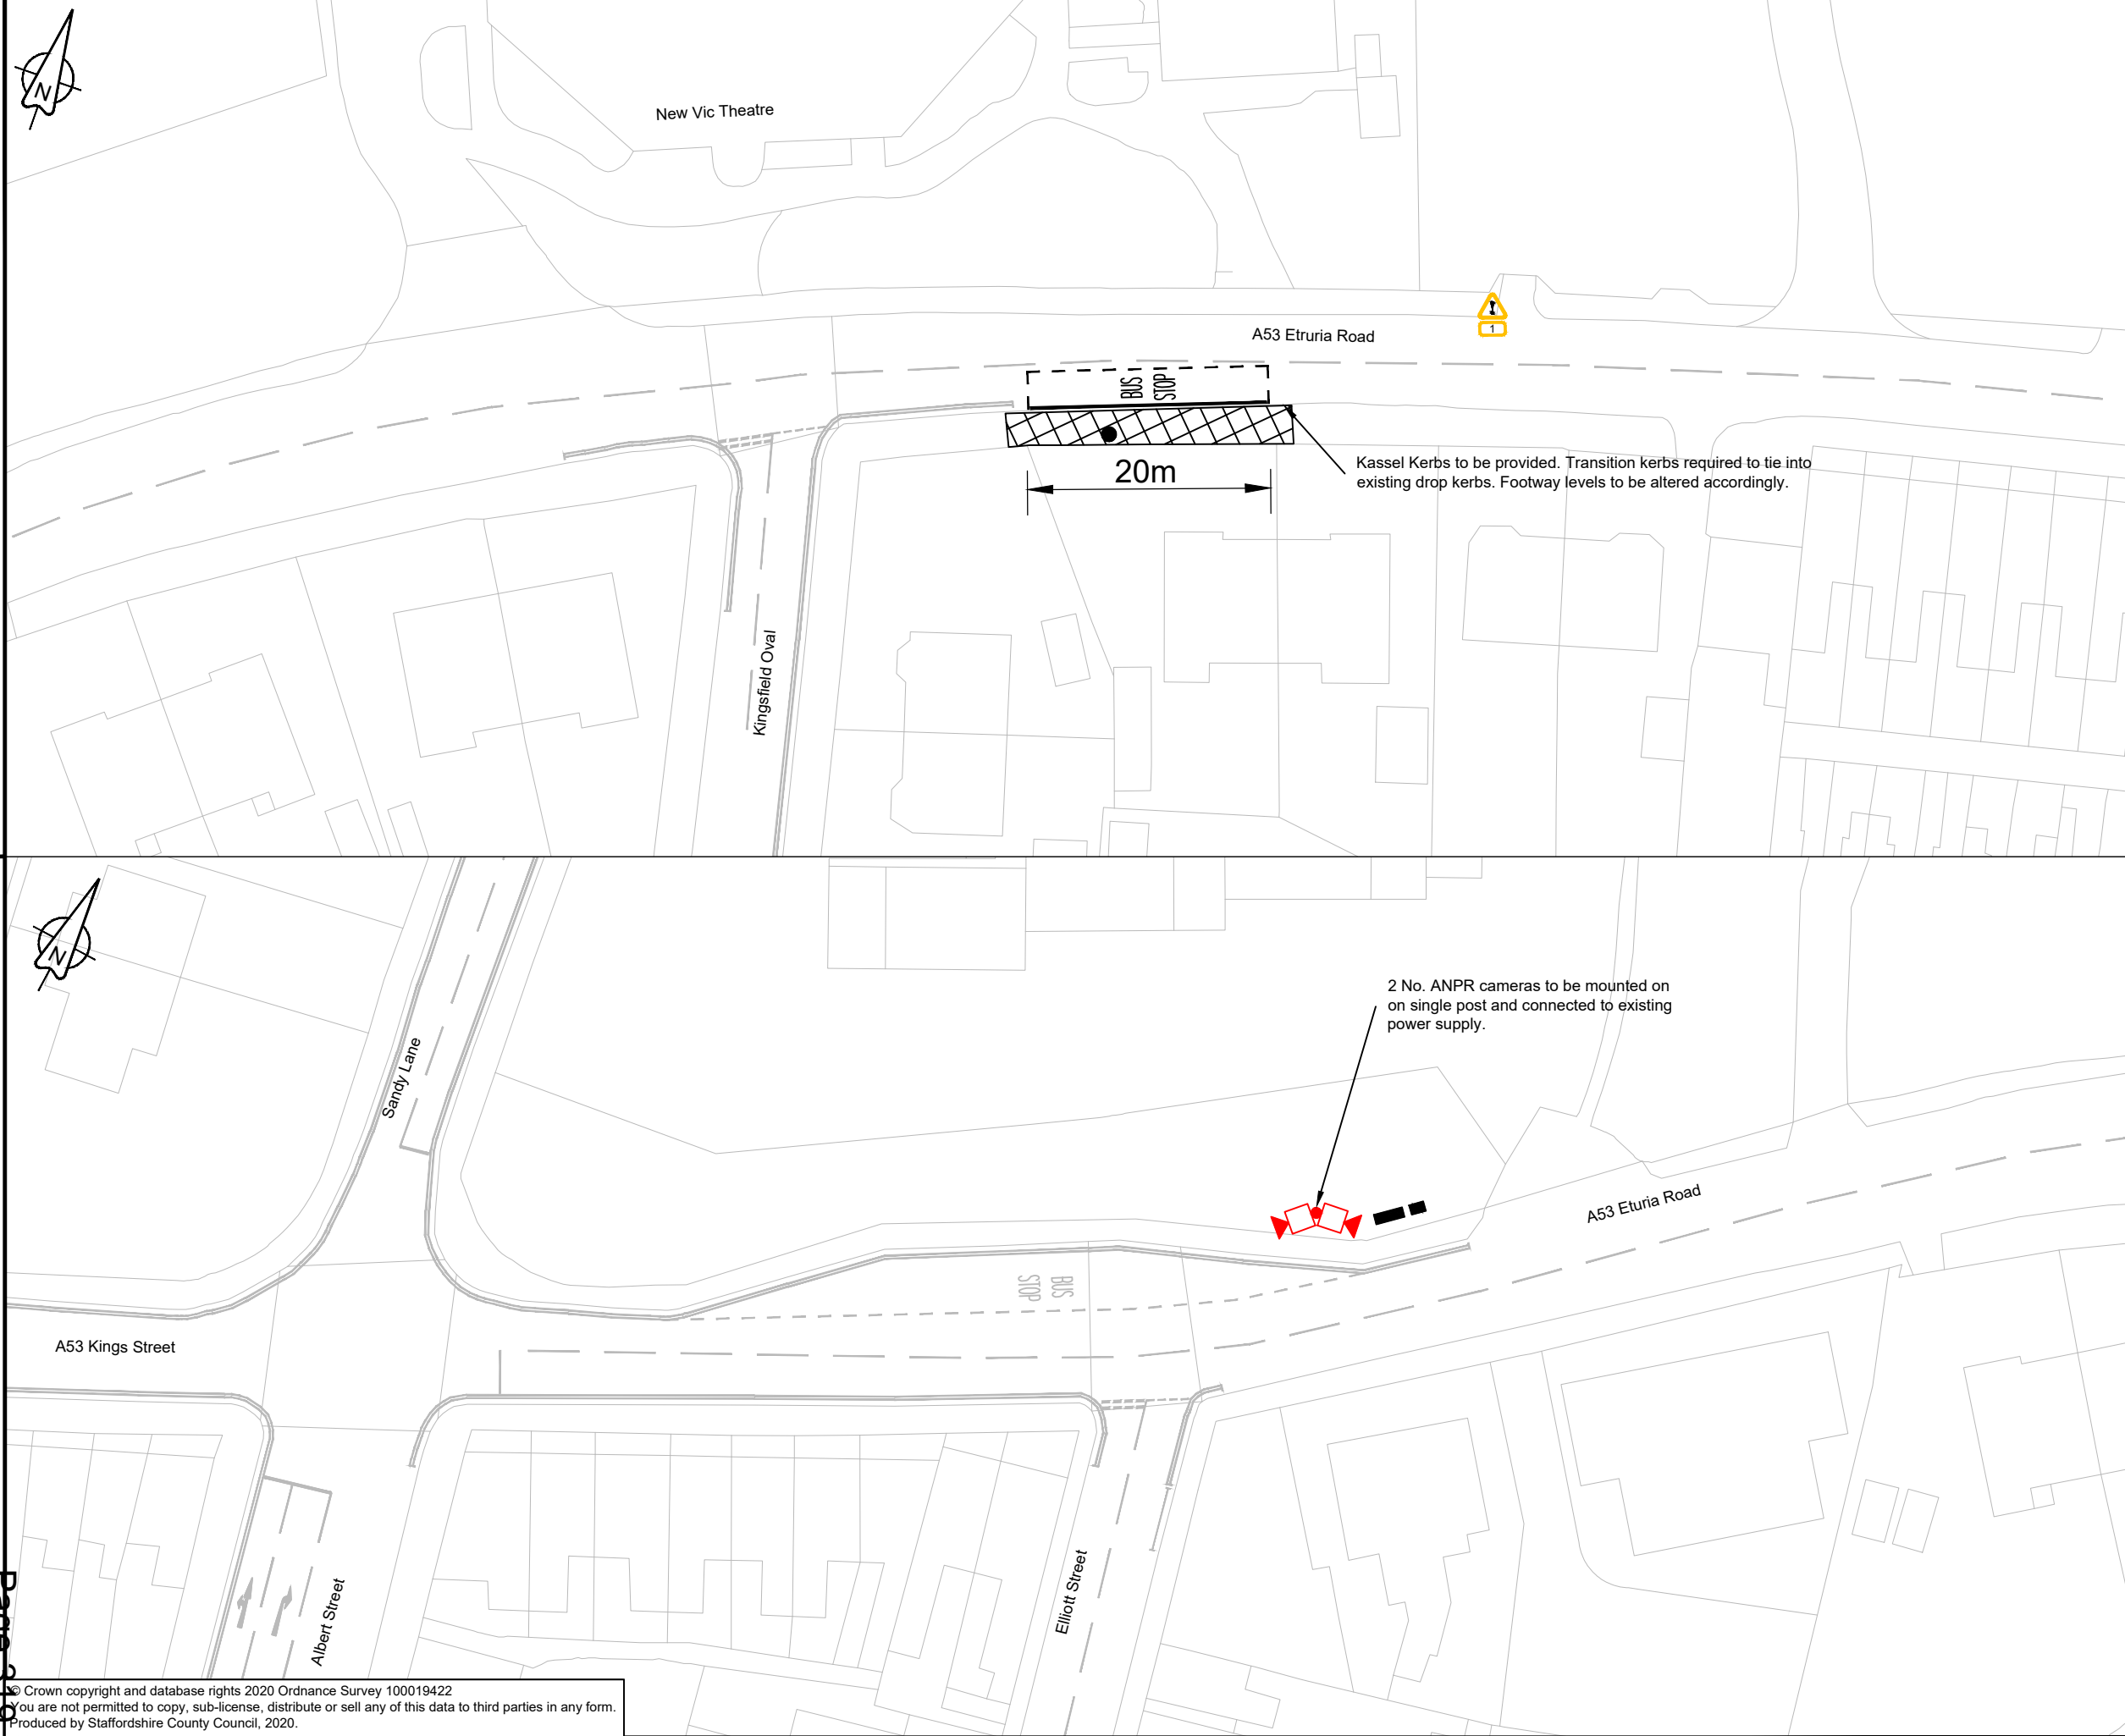 N
New Vic Theatre
A53 Etruria Road
1
BUS
STOP
20m
Kassel Kerbs to be provided. Transition kerbs required to tie into
existing drop kerbs. Footway levels to be altered accordingly.
Kingsfield Oval
N
2 No. ANPR cameras to be mounted on
on single post and connected to existing
power supply.
Sandy Lane
A53 Eturia Road
BUS
STOP
A53 Kings Street
Albert Street
Elliott Street
© Crown copyright and database rights 2020 Ordnance Survey 100019422
You are not permitted to copy, sub-license, distribute or sell any of this data to third parties in any form.
Produced by Staffordshire County Council, 2020.